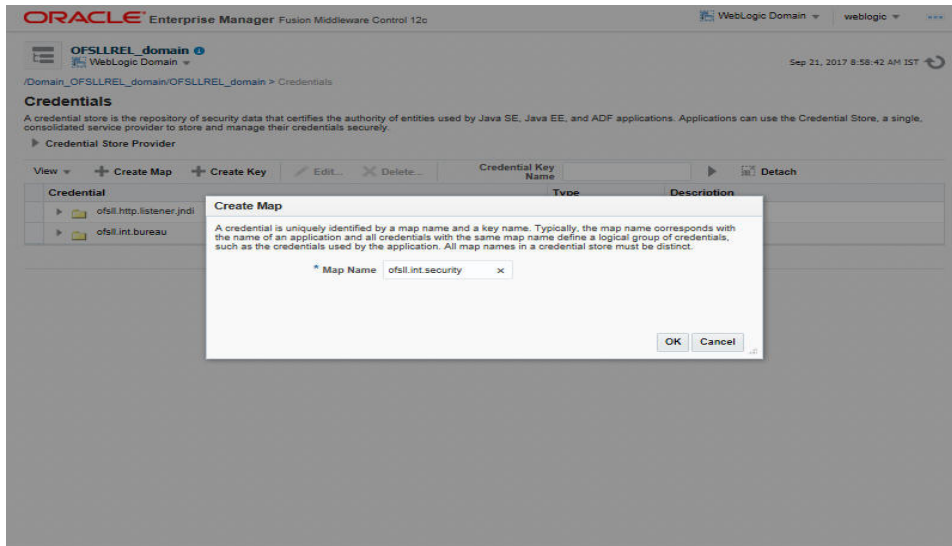 ORACLE Enterprise Manager Fusion Middleware Control 12c
WebLogic Domain weblogic
OFSLLREL_domain
WebLogic Domain
Sep 21, 2017 8:58:42 AM IST
/Domain_OFSLLREL_domain/OFSLLREL_domain > Credentials
Credentials
A credential store is the repository of security data that certifies the authority of entities used by Java SE, Java EE, and ADF applications. Applications can use the Credential Store, a single,
consolidated service provider to store and manage their credentials securely.
Credential Store Provider
View Create Map Create Key Edit... Delete... Credential Key Name Detach
Credential Type Description
ofsll.http.listener.jndi
ofsll.int.bureau
Create Map
A credential is uniquely identified by a map name and a key name. Typically, the map name corresponds with
the name of an application and all credentials with the same map name define a logical group of credentials,
such as the credentials used by the application. All map names in a credential store must be distinct.
* Map Name ofsll.int.security
OK Cancel